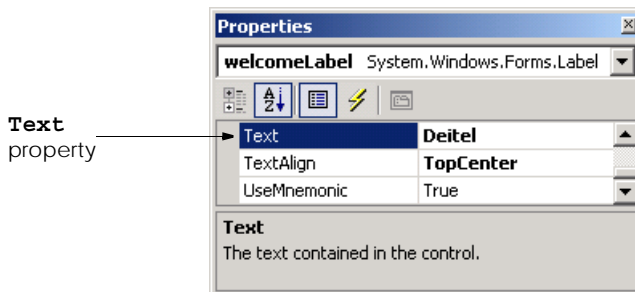 Properties
welcomeLabel System.Windows.Forms.Label
Text property
Text Deitel
TextAlign TopCenter
UseMnemonic True
Text
The text contained in the control.